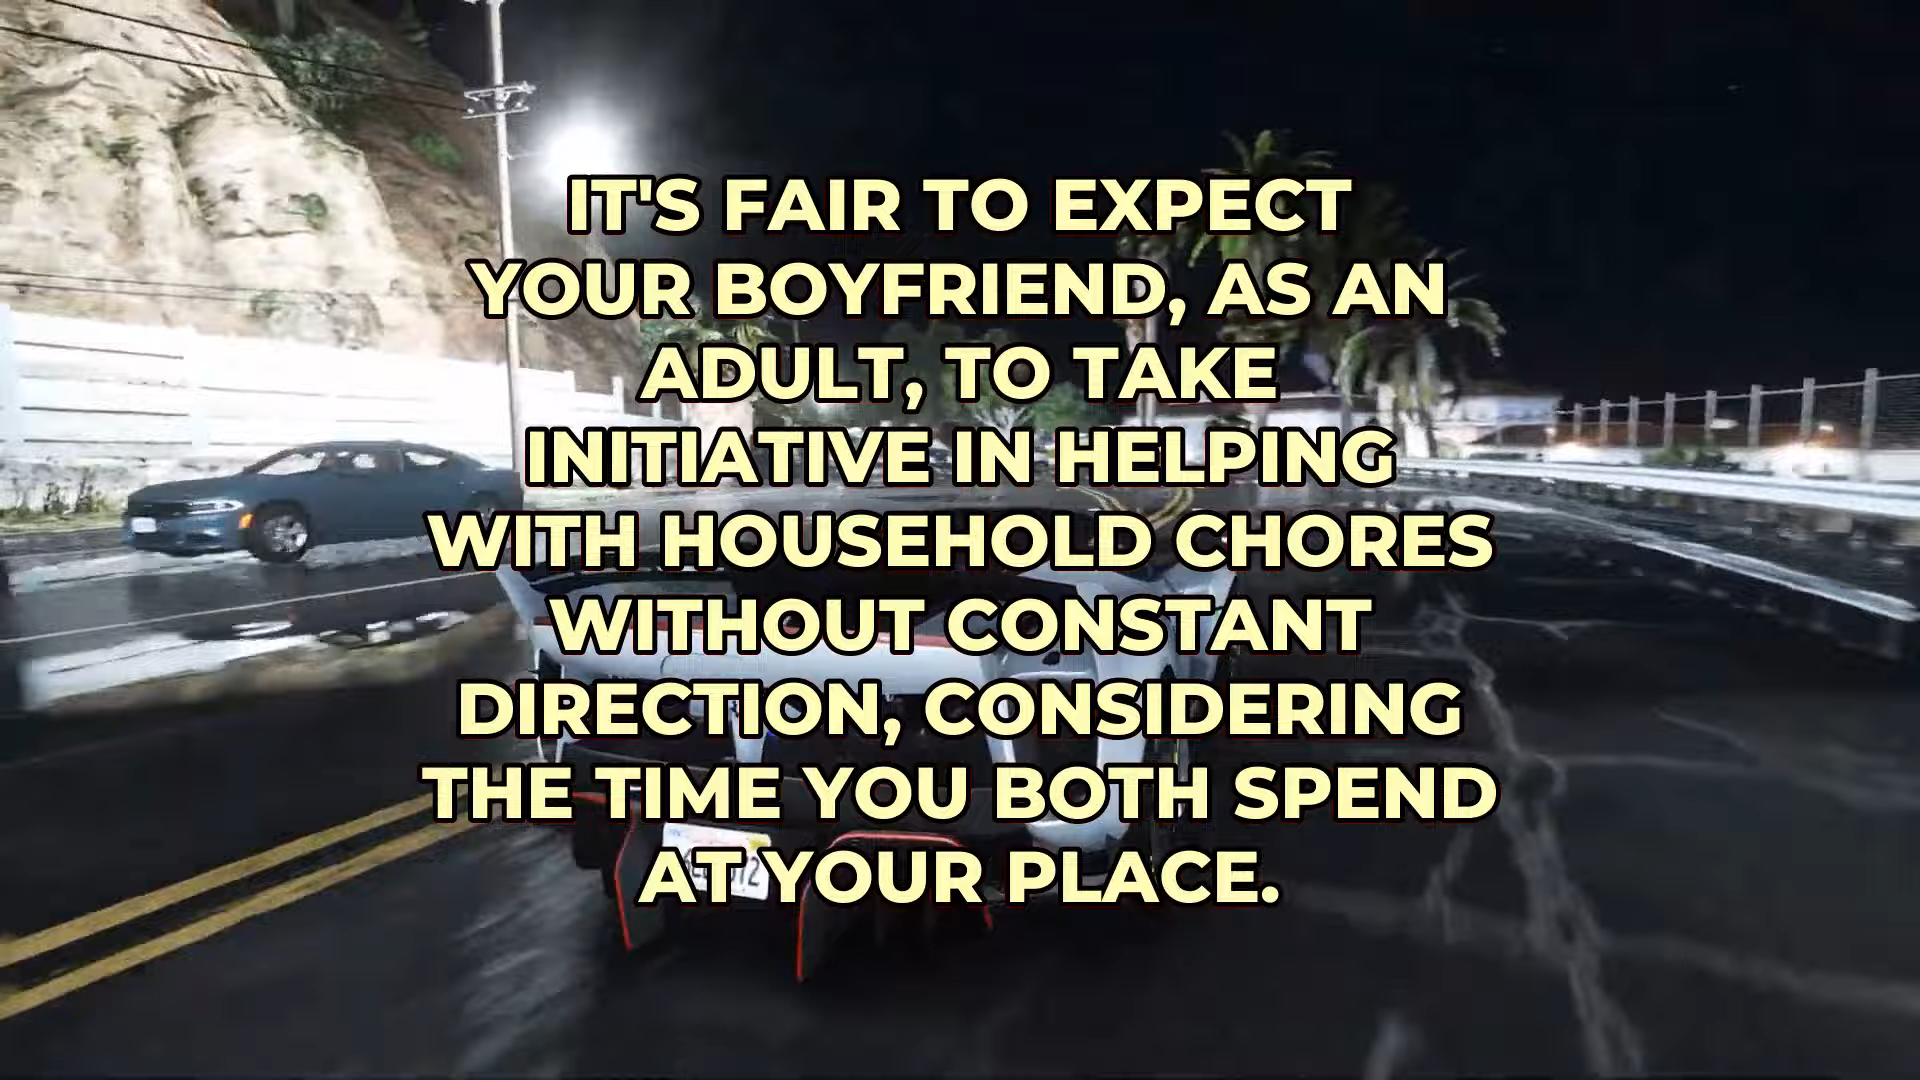 IT'S FAIR TO EXPECT
YOUR BOYFRIEND, AS AN
ADULT, TO TAKE
INITIATIVE IN HELPING
WITH HOUSEHOLD CHORES
WITHOUT CONSTANT
DIRECTION, CONSIDERING
THE TIME YOU BOTH SPEND
AT YOUR PLACE.